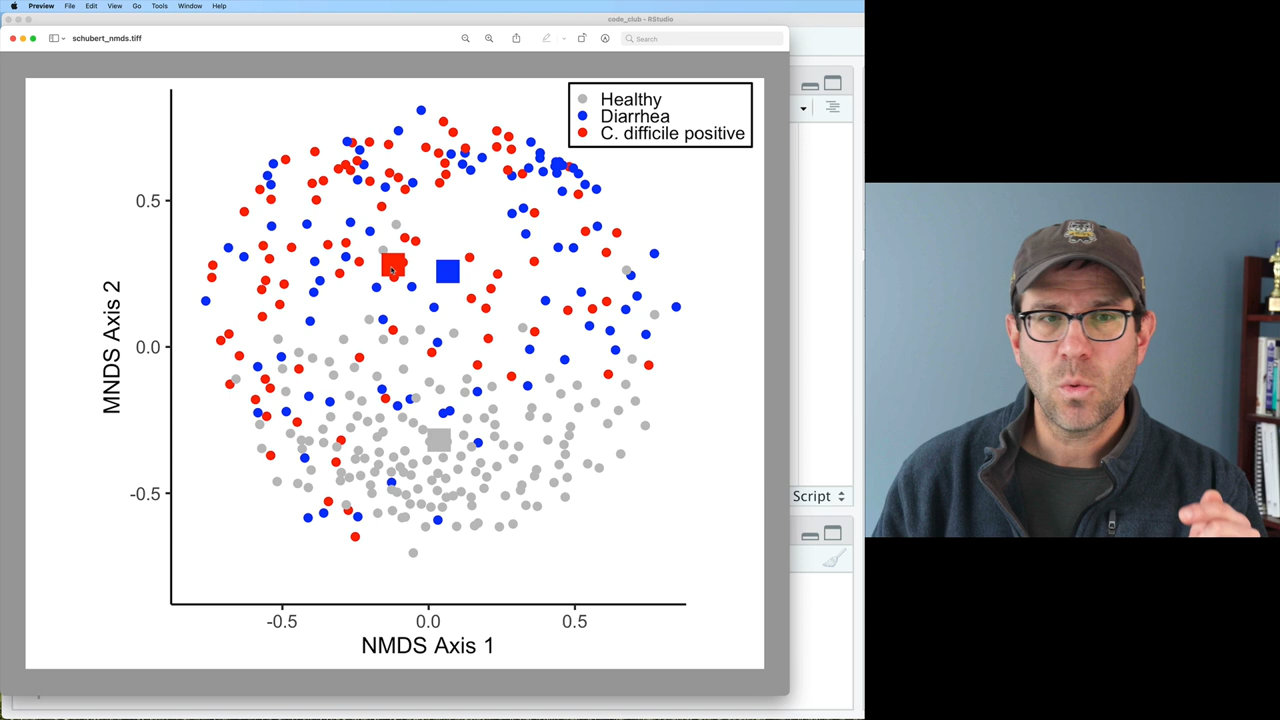 Preview File Edit View Go Tools Window Help
code_club - RStudio
schubert_nmds.tiff
Search
Healthy
Diarrhea
C. difficile positive
0.5
0.0
-0.5
MNDS Axis 2
-0.5 0.0 0.5
NMDS Axis 1
Script